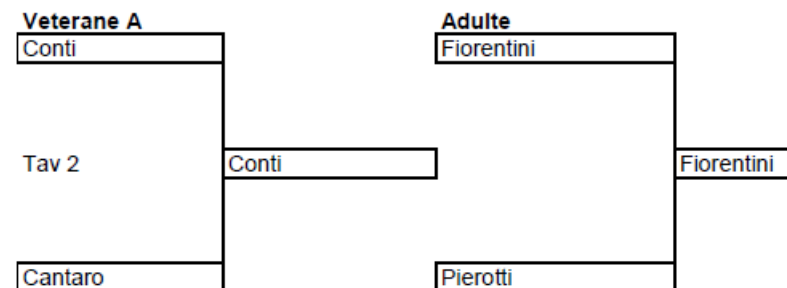 Veterane A
Conti
Tav 2
Conti
Cantaro
Adulte
Fiorentini
Fiorentini
Pierotti